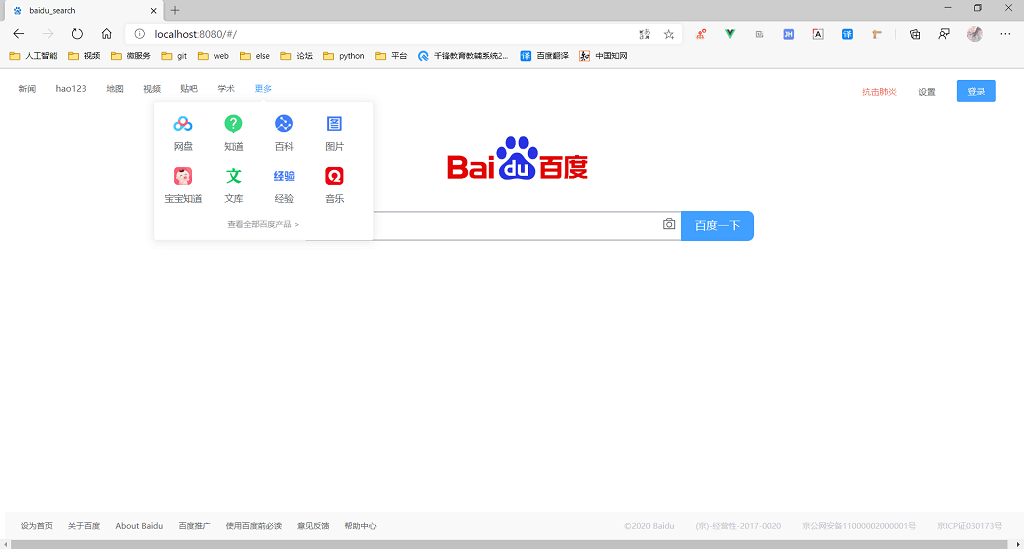 baidu_search
localhost:8080/#/
人工智能 视频 微服务 git web else 论坛 python 平台 千锋教育教辅系统2... 百度翻译 中国知网
新闻 hao123 地图 视频 贴吧 学术 更多 抗击肺炎 设置 登录
网盘 知道 百科 图片
宝宝知道 文库 经验 音乐
查看全部百度产品 >
Bai du 百度
百度一下
设为首页 关于百度 About Baidu 百度推广 使用百度前必读 意见反馈 帮助中心 ©2020 Baidu (京)-经营性-2017-0020 京公网安备11000002000001号 京ICP证030173号